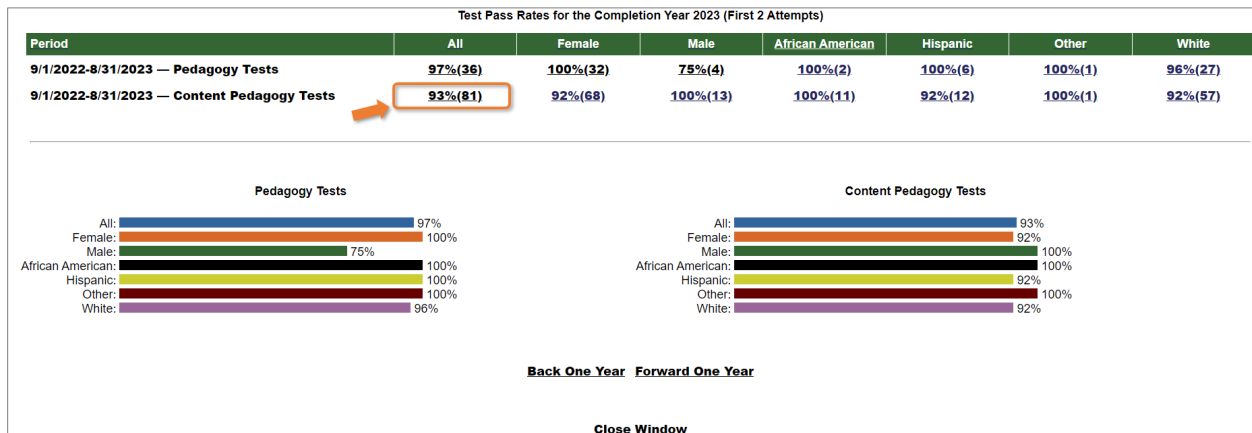 Test Pass Rates for the Completion Year 2023 (First 2 Attempts)
Period All Female Male African American Hispanic Other White
9/1/2022-8/31/2023 — Pedagogy Tests 97%(36) 100%(32) 75%(4) 100%(2) 100%(6) 100%(1) 96%(27)
9/1/2022-8/31/2023 — Content Pedagogy Tests 93%(81) 92%(68) 100%(13) 100%(11) 92%(12) 100%(1) 92%(57)
Pedagogy Tests
All: 97%
Female: 100%
Male: 75%
African American: 100%
Hispanic: 100%
Other: 100%
White: 96%
Content Pedagogy Tests
All: 93%
Female: 92%
Male: 100%
African American: 100%
Hispanic: 92%
Other: 100%
White: 92%
Back One Year Forward One Year
Close Window